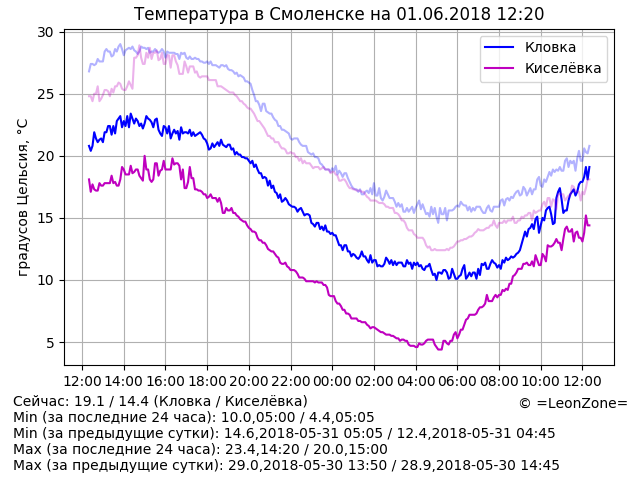 Температура в Смоленске на 01.06.2018 12:20
градусов Цельсия, °C
30
25
20
15
10
5
Кловка
Киселёвка
12:00 14:00 16:00 18:00 20:00 22:00 00:00 02:00 04:00 06:00 08:00 10:00 12:00
Сейчас: 19.1 / 14.4 (Кловка / Киселёвка)
© =LeonZone=
Min (за последние 24 часа): 10.0,05:00 / 4.4,05:05
Min (за предыдущие сутки): 14.6,2018-05-31 05:05 / 12.4,2018-05-31 04:45
Max (за последние 24 часа): 23.4,14:20 / 20.0,15:00
Max (за предыдущие сутки): 29.0,2018-05-30 13:50 / 28.9,2018-05-30 14:45